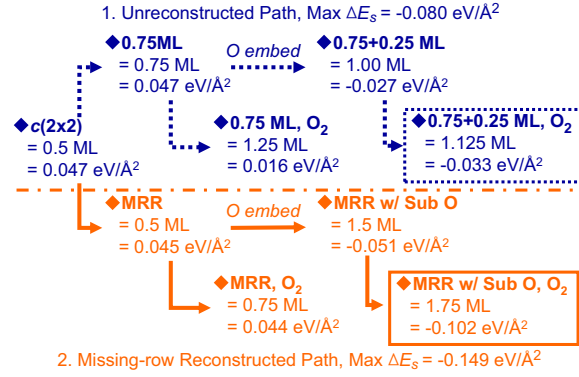 1. Unreconstructed Path, Max ΔEₛ = -0.080 eV/Å²
◆0.75ML
= 0.75 ML
= 0.047 eV/Å²
O embed
◆0.75+0.25 ML
= 1.00 ML
= -0.027 eV/Å²
◆c(2x2)
= 0.5 ML
= 0.047 eV/Å²
◆0.75 ML, O₂
= 1.25 ML
= 0.016 eV/Å²
◆0.75+0.25 ML, O₂
= 1.125 ML
= -0.033 eV/Å²
◆MRR
= 0.5 ML
= 0.045 eV/Å²
O embed
◆MRR w/ Sub O
= 1.5 ML
= -0.051 eV/Å²
◆MRR, O₂
= 0.75 ML
= 0.044 eV/Å²
◆MRR w/ Sub O, O₂
= 1.75 ML
= -0.102 eV/Å²
2. Missing-row Reconstructed Path, Max ΔEₛ = -0.149 eV/Å²